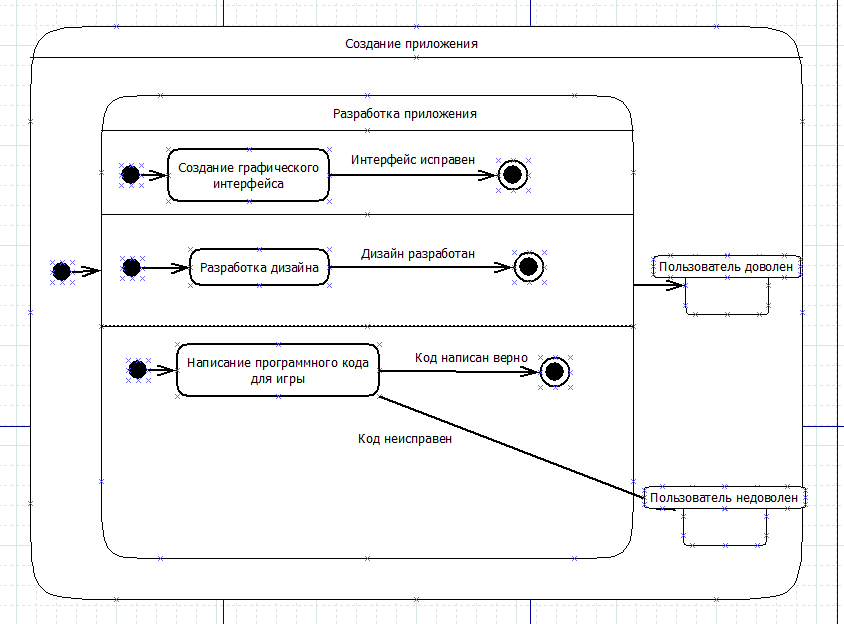 Создание приложения
Разработка приложения
Создание графического
интерфейса
Интерфейс исправен
Разработка дизайна
Дизайн разработан
Пользователь доволен
Написание программного кода
для игры
Код написан верно
Код неисправен
Пользователь недоволен